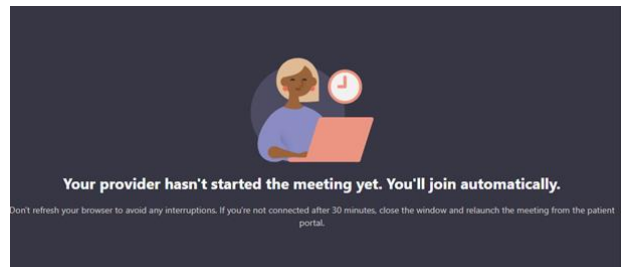 Your provider hasn't started the meeting yet. You'll join automatically.
Don't refresh your browser to avoid any interruptions. If you're not connected after 30 minutes, close the window and relaunch the meeting from the patient
portal.